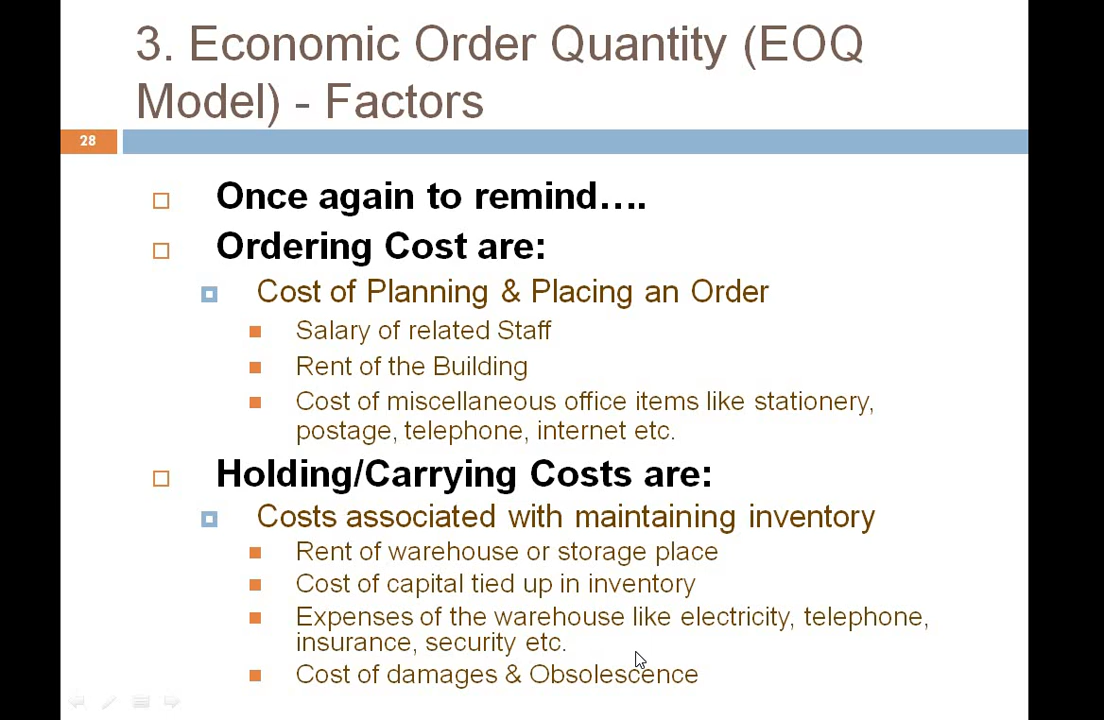 3. Economic Order Quantity (EOQ
Model) - Factors
28
Once again to remind….
Ordering Cost are:
Cost of Planning & Placing an Order
Salary of related Staff
Rent of the Building
Cost of miscellaneous office items like stationery,
postage, telephone, internet etc.
Holding/Carrying Costs are:
Costs associated with maintaining inventory
Rent of warehouse or storage place
Cost of capital tied up in inventory
Expenses of the warehouse like electricity, telephone,
insurance, security etc.
Cost of damages & Obsolescence